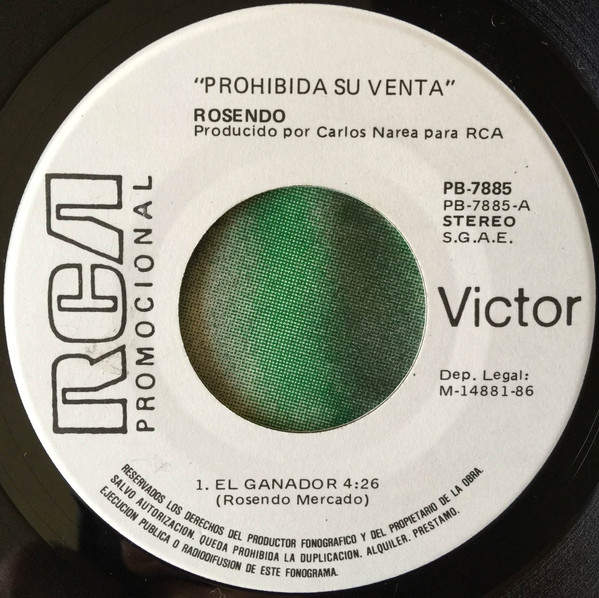 "PROHIBIDA SU VENTA"
ROSENDO
Producido por Carlos Narea para RCA
RCA
PROMOCIONAL
PB-7885
PB-7885-A
STEREO
S.G.A.E.
Victor
Dep. Legal:
M-14881-86
1. EL GANADOR 4:26
(Rosendo Mercado)
RESERVADOS LOS DERECHOS DEL PRODUCTOR FONOGRAFICO Y DEL PROPIETARIO DE LA OBRA.
SALVO AUTORIZACION. QUEDA PROHIBIDA LA DUPLICACION. ALQUILER. PRESTAMO.
EJECUCION PUBLICA O RADIODIFUSION DE ESTE FONOGRAMA.